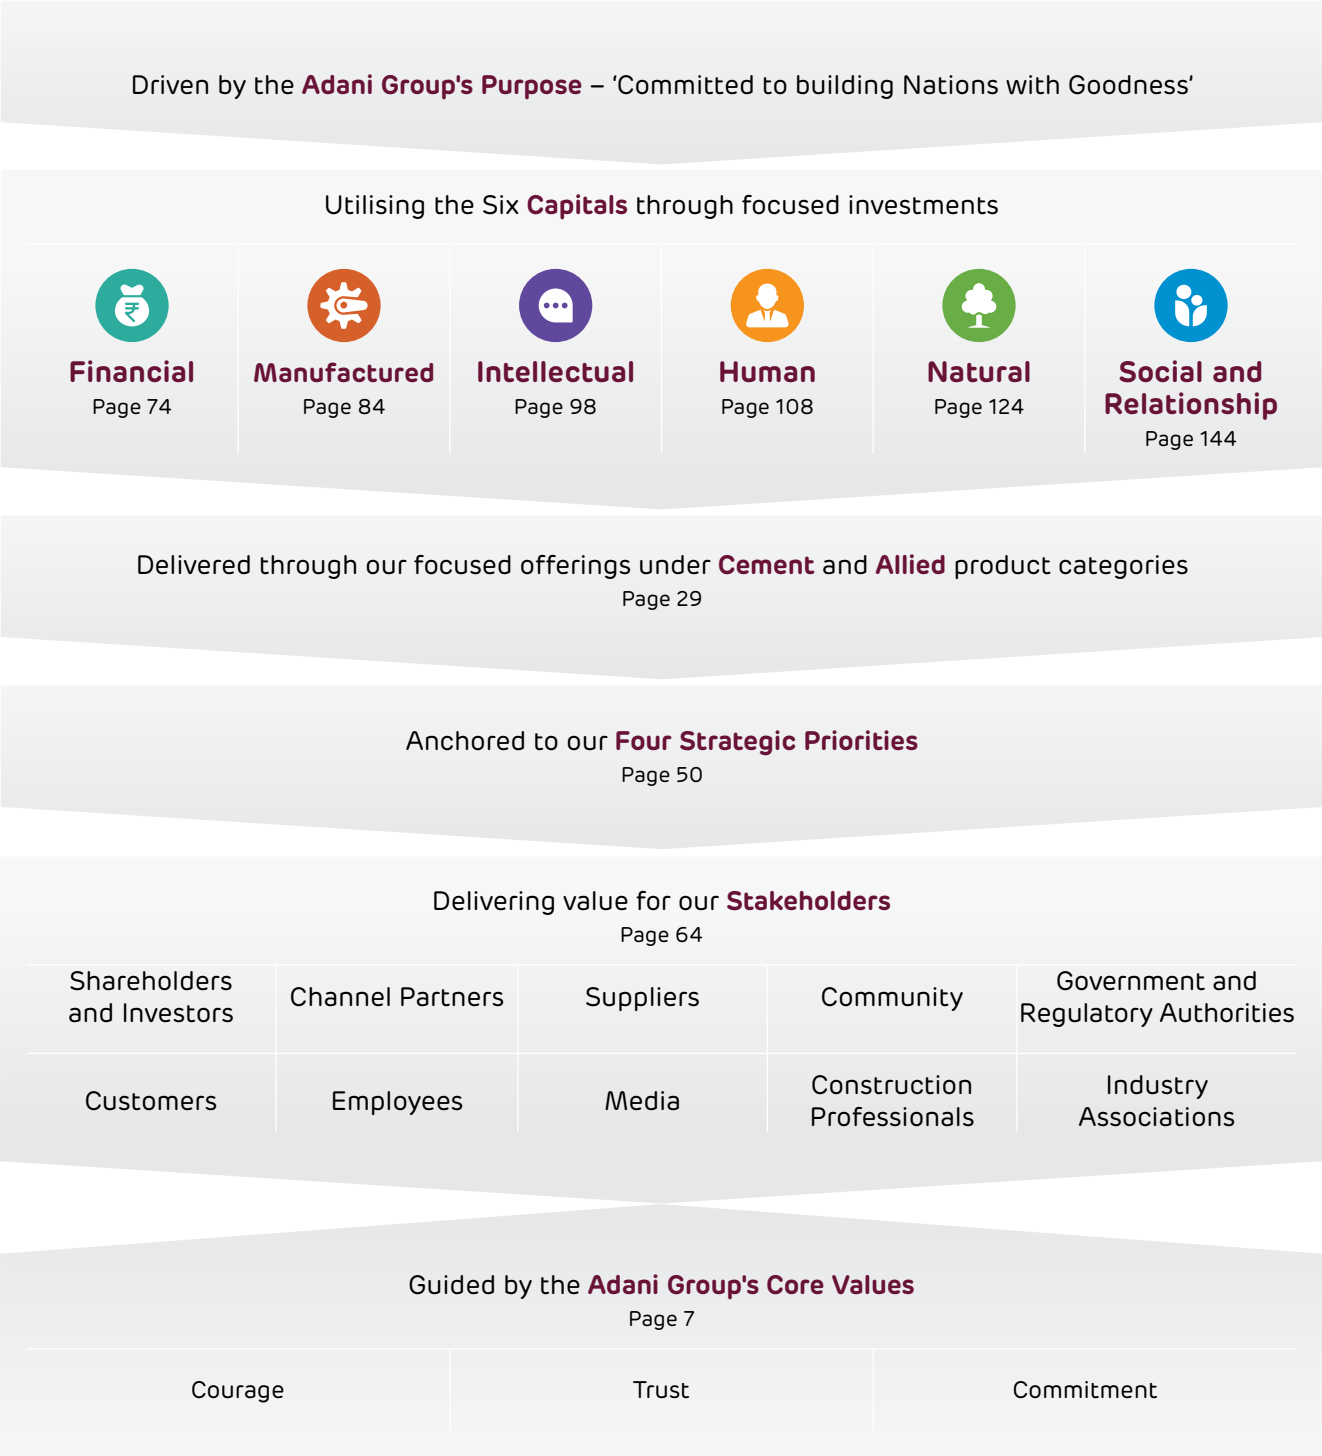 Driven by the Adani Group's Purpose – ‘Committed to building Nations with Goodness’
Utilising the Six Capitals through focused investments
Financial
Page 74
Manufactured
Page 84
Intellectual
Page 98
Human
Page 108
Natural
Page 124
Social and
Relationship
Page 144
Delivered through our focused offerings under Cement and Allied product categories
Page 29
Anchored to our Four Strategic Priorities
Page 50
Delivering value for our Stakeholders
Page 64
Shareholders
and Investors
Channel Partners
Suppliers
Community
Government and
Regulatory Authorities
Customers
Employees
Media
Construction
Professionals
Industry
Associations
Guided by the Adani Group's Core Values
Page 7
Courage
Trust
Commitment